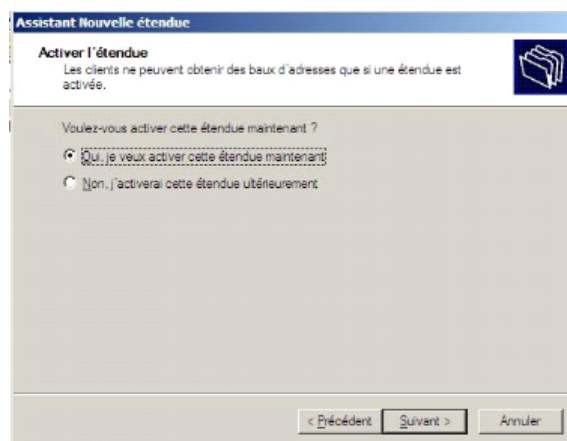 Assistant Nouvelle étendue
Activer l'étendue
Les clients ne peuvent obtenir des baux d'adresses que si une étendue est
activée.
Voulez-vous activer cette étendue maintenant ?
Oui, je veux activer cette étendue maintenant
Non, j'activerai cette étendue ultérieurement
< Précédent Suivant > Annuler